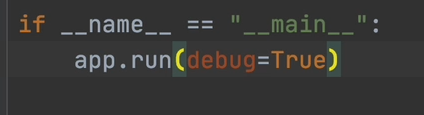 if __name__ == "__main__":
    app.run(debug=True)